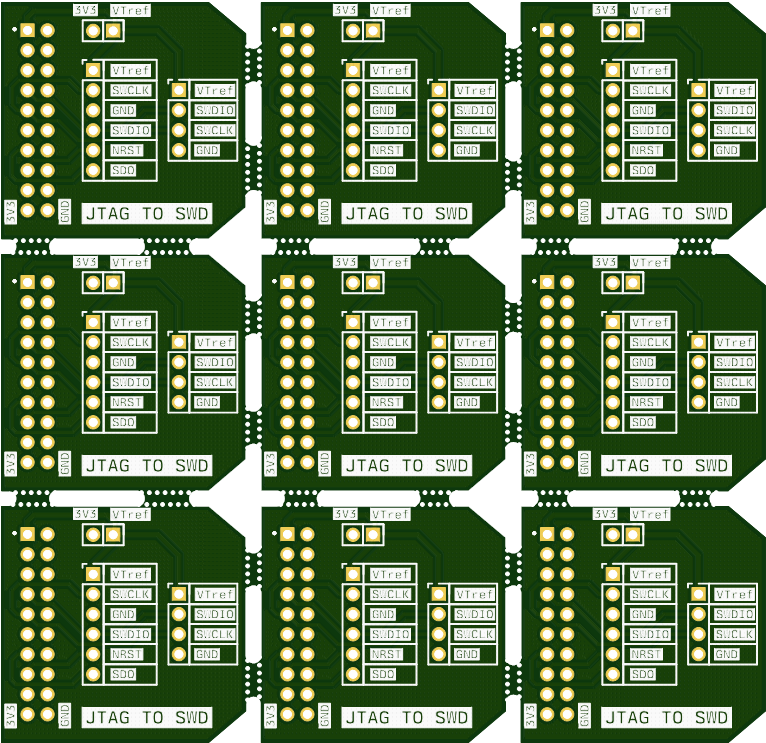 3V3 VTref
VTref
SWCLK VTref
GND SWDIO
SWDIO SWCLK
NRST GND
SDO
3V3 GND JTAG TO SWD
3V3 VTref
VTref
SWCLK VTref
GND SWDIO
SWDIO SWCLK
NRST GND
SDO
3V3 GND JTAG TO SWD
3V3 VTref
VTref
SWCLK VTref
GND SWDIO
SWDIO SWCLK
NRST GND
SDO
3V3 GND JTAG TO SWD
3V3 VTref
VTref
SWCLK VTref
GND SWDIO
SWDIO SWCLK
NRST GND
SDO
3V3 GND JTAG TO SWD
3V3 VTref
VTref
SWCLK VTref
GND SWDIO
SWDIO SWCLK
NRST GND
SDO
3V3 GND JTAG TO SWD
3V3 VTref
VTref
SWCLK VTref
GND SWDIO
SWDIO SWCLK
NRST GND
SDO
3V3 GND JTAG TO SWD
3V3 VTref
VTref
SWCLK VTref
GND SWDIO
SWDIO SWCLK
NRST GND
SDO
3V3 GND JTAG TO SWD
3V3 VTref
VTref
SWCLK VTref
GND SWDIO
SWDIO SWCLK
NRST GND
SDO
3V3 GND JTAG TO SWD
3V3 VTref
VTref
SWCLK VTref
GND SWDIO
SWDIO SWCLK
NRST GND
SDO
3V3 GND JTAG TO SWD